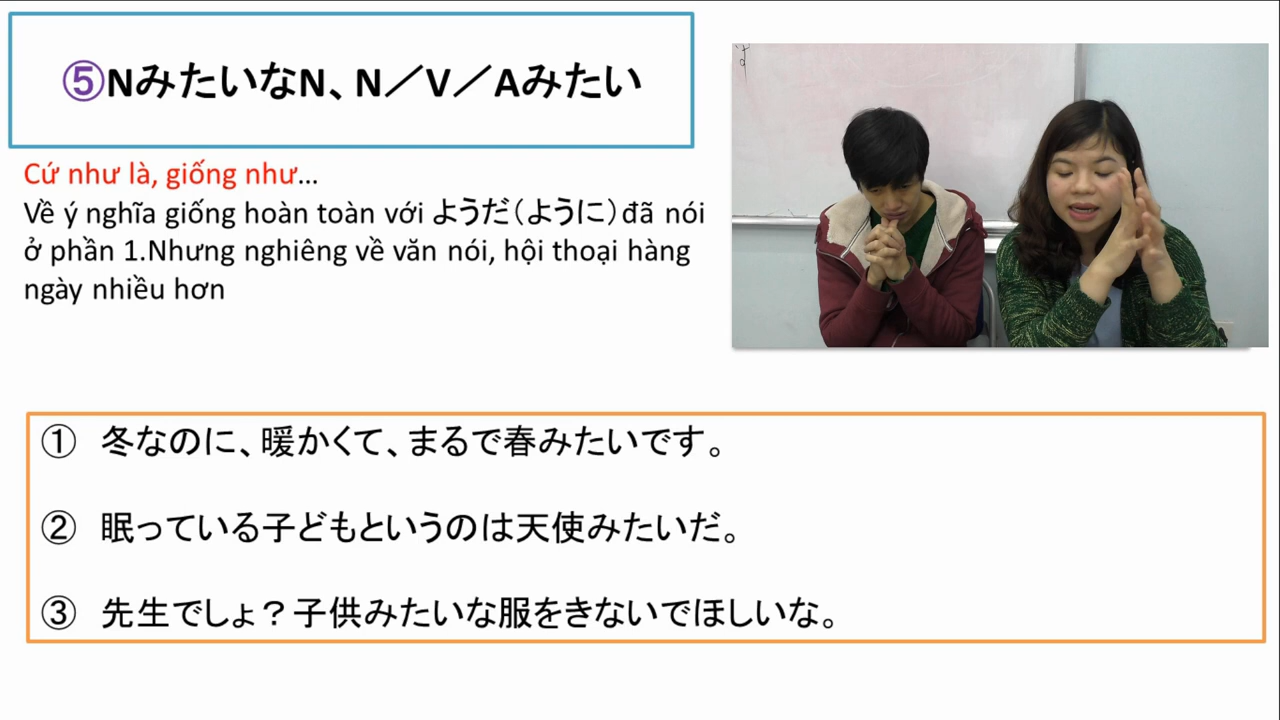 ⑤NみたいなN、N／V／Aみたい
Cứ như là, giống như…
Về ý nghĩa giống hoàn toàn với ようだ（ように）đã nói
ở phần 1.Nhưng nghiêng về văn nói, hội thoại hàng
ngày nhiều hơn
① 冬なのに、暖かくて、まるで春みたいです。
② 眠っている子どもというのは天使みたいだ。
③ 先生でしょ？子供みたいな服をきないでほしいな。